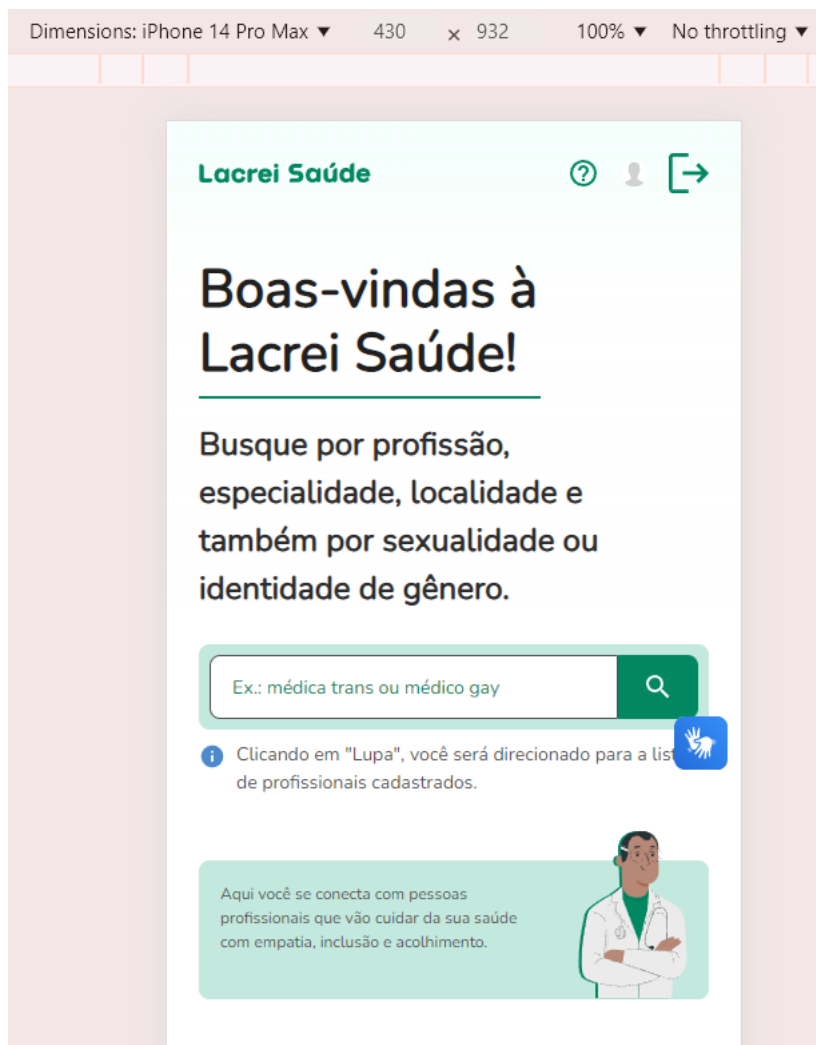 Dimensions: iPhone 14 Pro Max ▼ 430 × 932 100% ▼ No throttling ▼
Lacrei Saúde
Boas-vindas à
Lacrei Saúde!
Busque por profissão,
especialidade, localidade e
também por sexualidade ou
identidade de gênero.
Ex.: médica trans ou médico gay
Clicando em "Lupa", você será direcionado para a
de profissionais cadastrados.
Aqui você se conecta com pessoas
profissionais que vão cuidar da sua saúde
com empatia, inclusão e acolhimento.